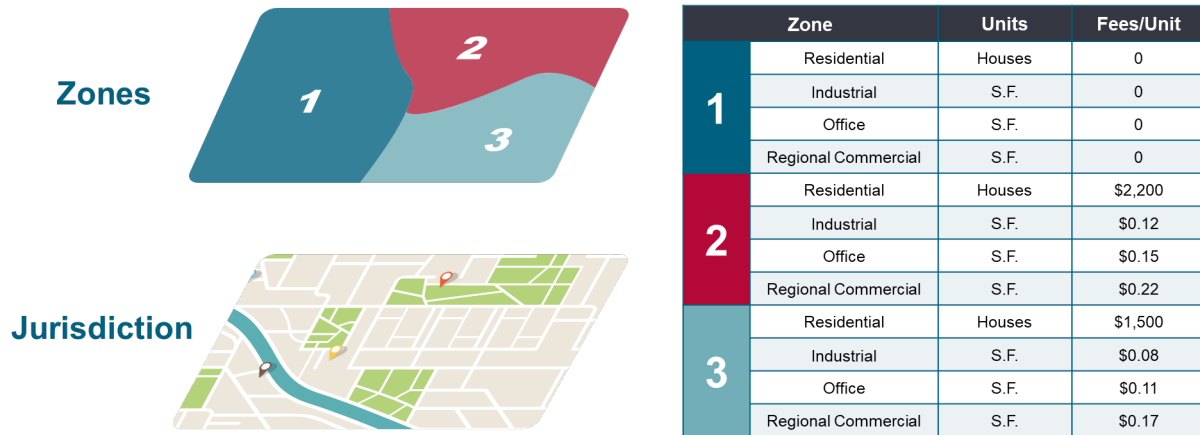 Zones
1
2
3
Jurisdiction
Zone Units Fees/Unit
1
Residential Houses 0
Industrial S.F. 0
Office S.F. 0
Regional Commercial S.F. 0
2
Residential Houses $2,200
Industrial S.F. $0.12
Office S.F. $0.15
Regional Commercial S.F. $0.22
3
Residential Houses $1,500
Industrial S.F. $0.08
Office S.F. $0.11
Regional Commercial S.F. $0.17